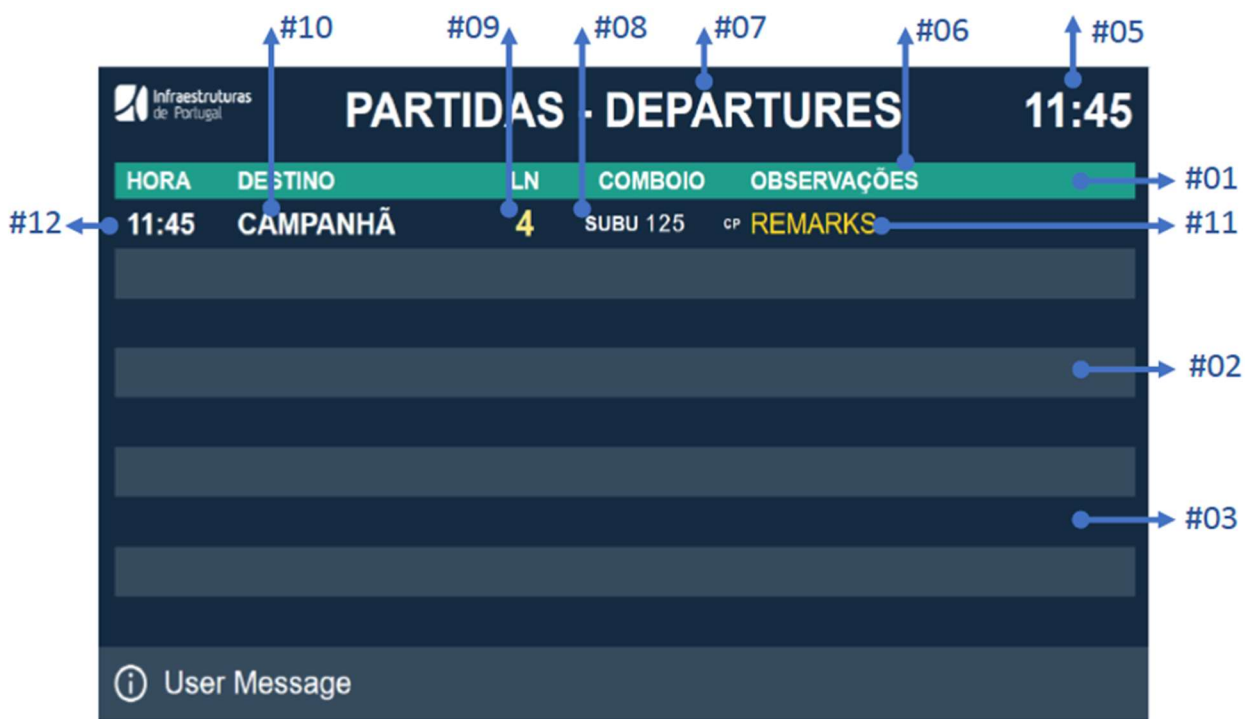 #10 #09 #08 #07 #06 #05
Infraestruturas
de Portugal
PARTIDAS - DEPARTURES
11:45
HORA DESTINO LN COMBOIO OBSERVAÇÕES #01
#12 11:45 CAMPANHÃ 4 SUBU 125 CP REMARKS #11
#02
#03
User Message